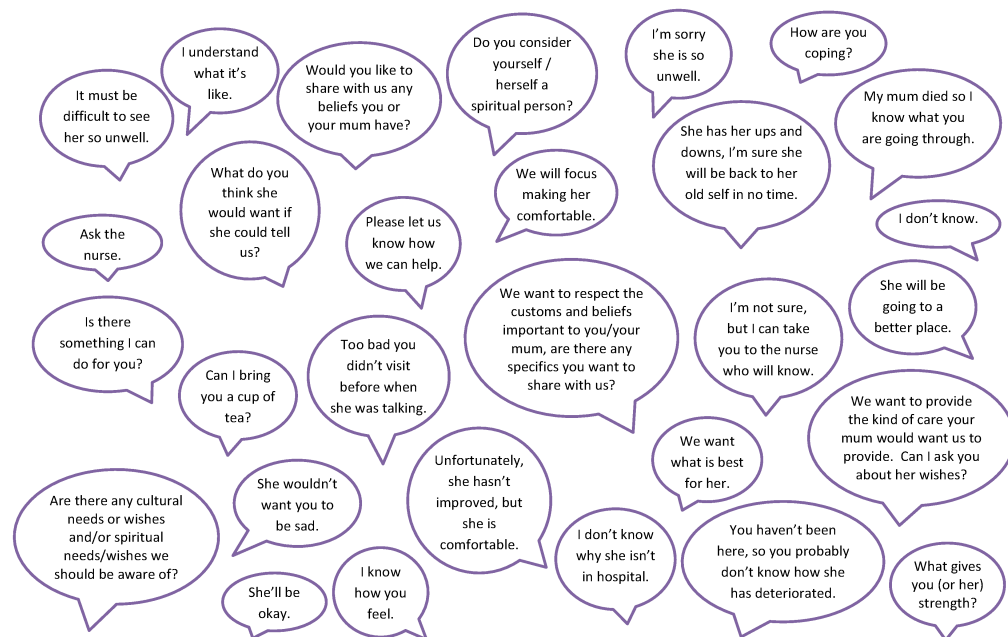 It must be
difficult to see
her so unwell.
I understand
what it's
like.
Would you like to
share with us any
beliefs you or
your mum have?
Do you consider
yourself /
herself a
spiritual person?
I'm sorry
she is so
unwell.
How are you
coping?
My mum died so I
know what you
are going through.
She has her ups and
downs, I'm sure she
will be back to her
old self in no time.
What do you
think she
would want if
she could tell
us?
We will focus
making her
comfortable.
Please let us
know how
we can help.
Ask the
nurse.
I don't know.
Is there
something I can
do for you?
Can I bring
you a cup of
tea?
Too bad you
didn't visit
before when
she was talking.
We want to respect the
customs and beliefs
important to you/your
mum, are there any
specifics you want to
share with us?
I'm not sure,
but I can take
you to the nurse
who will know.
She will be
going to a
better place.
We want to provide
the kind of care your
mum would want us to
provide.  Can I ask you
about her wishes?
We want
what is best
for her.
Unfortunately,
she hasn't
improved, but
she is
comfortable.
She wouldn't
want you to
be sad.
Are there any cultural
needs or wishes
and/or spiritual
needs/wishes we
should be aware of?
She'll be
okay.
I know
how you
feel.
I don't know
why she isn't
in hospital.
You haven't been
here, so you probably
don't know how she
has deteriorated.
What gives
you (or her)
strength?